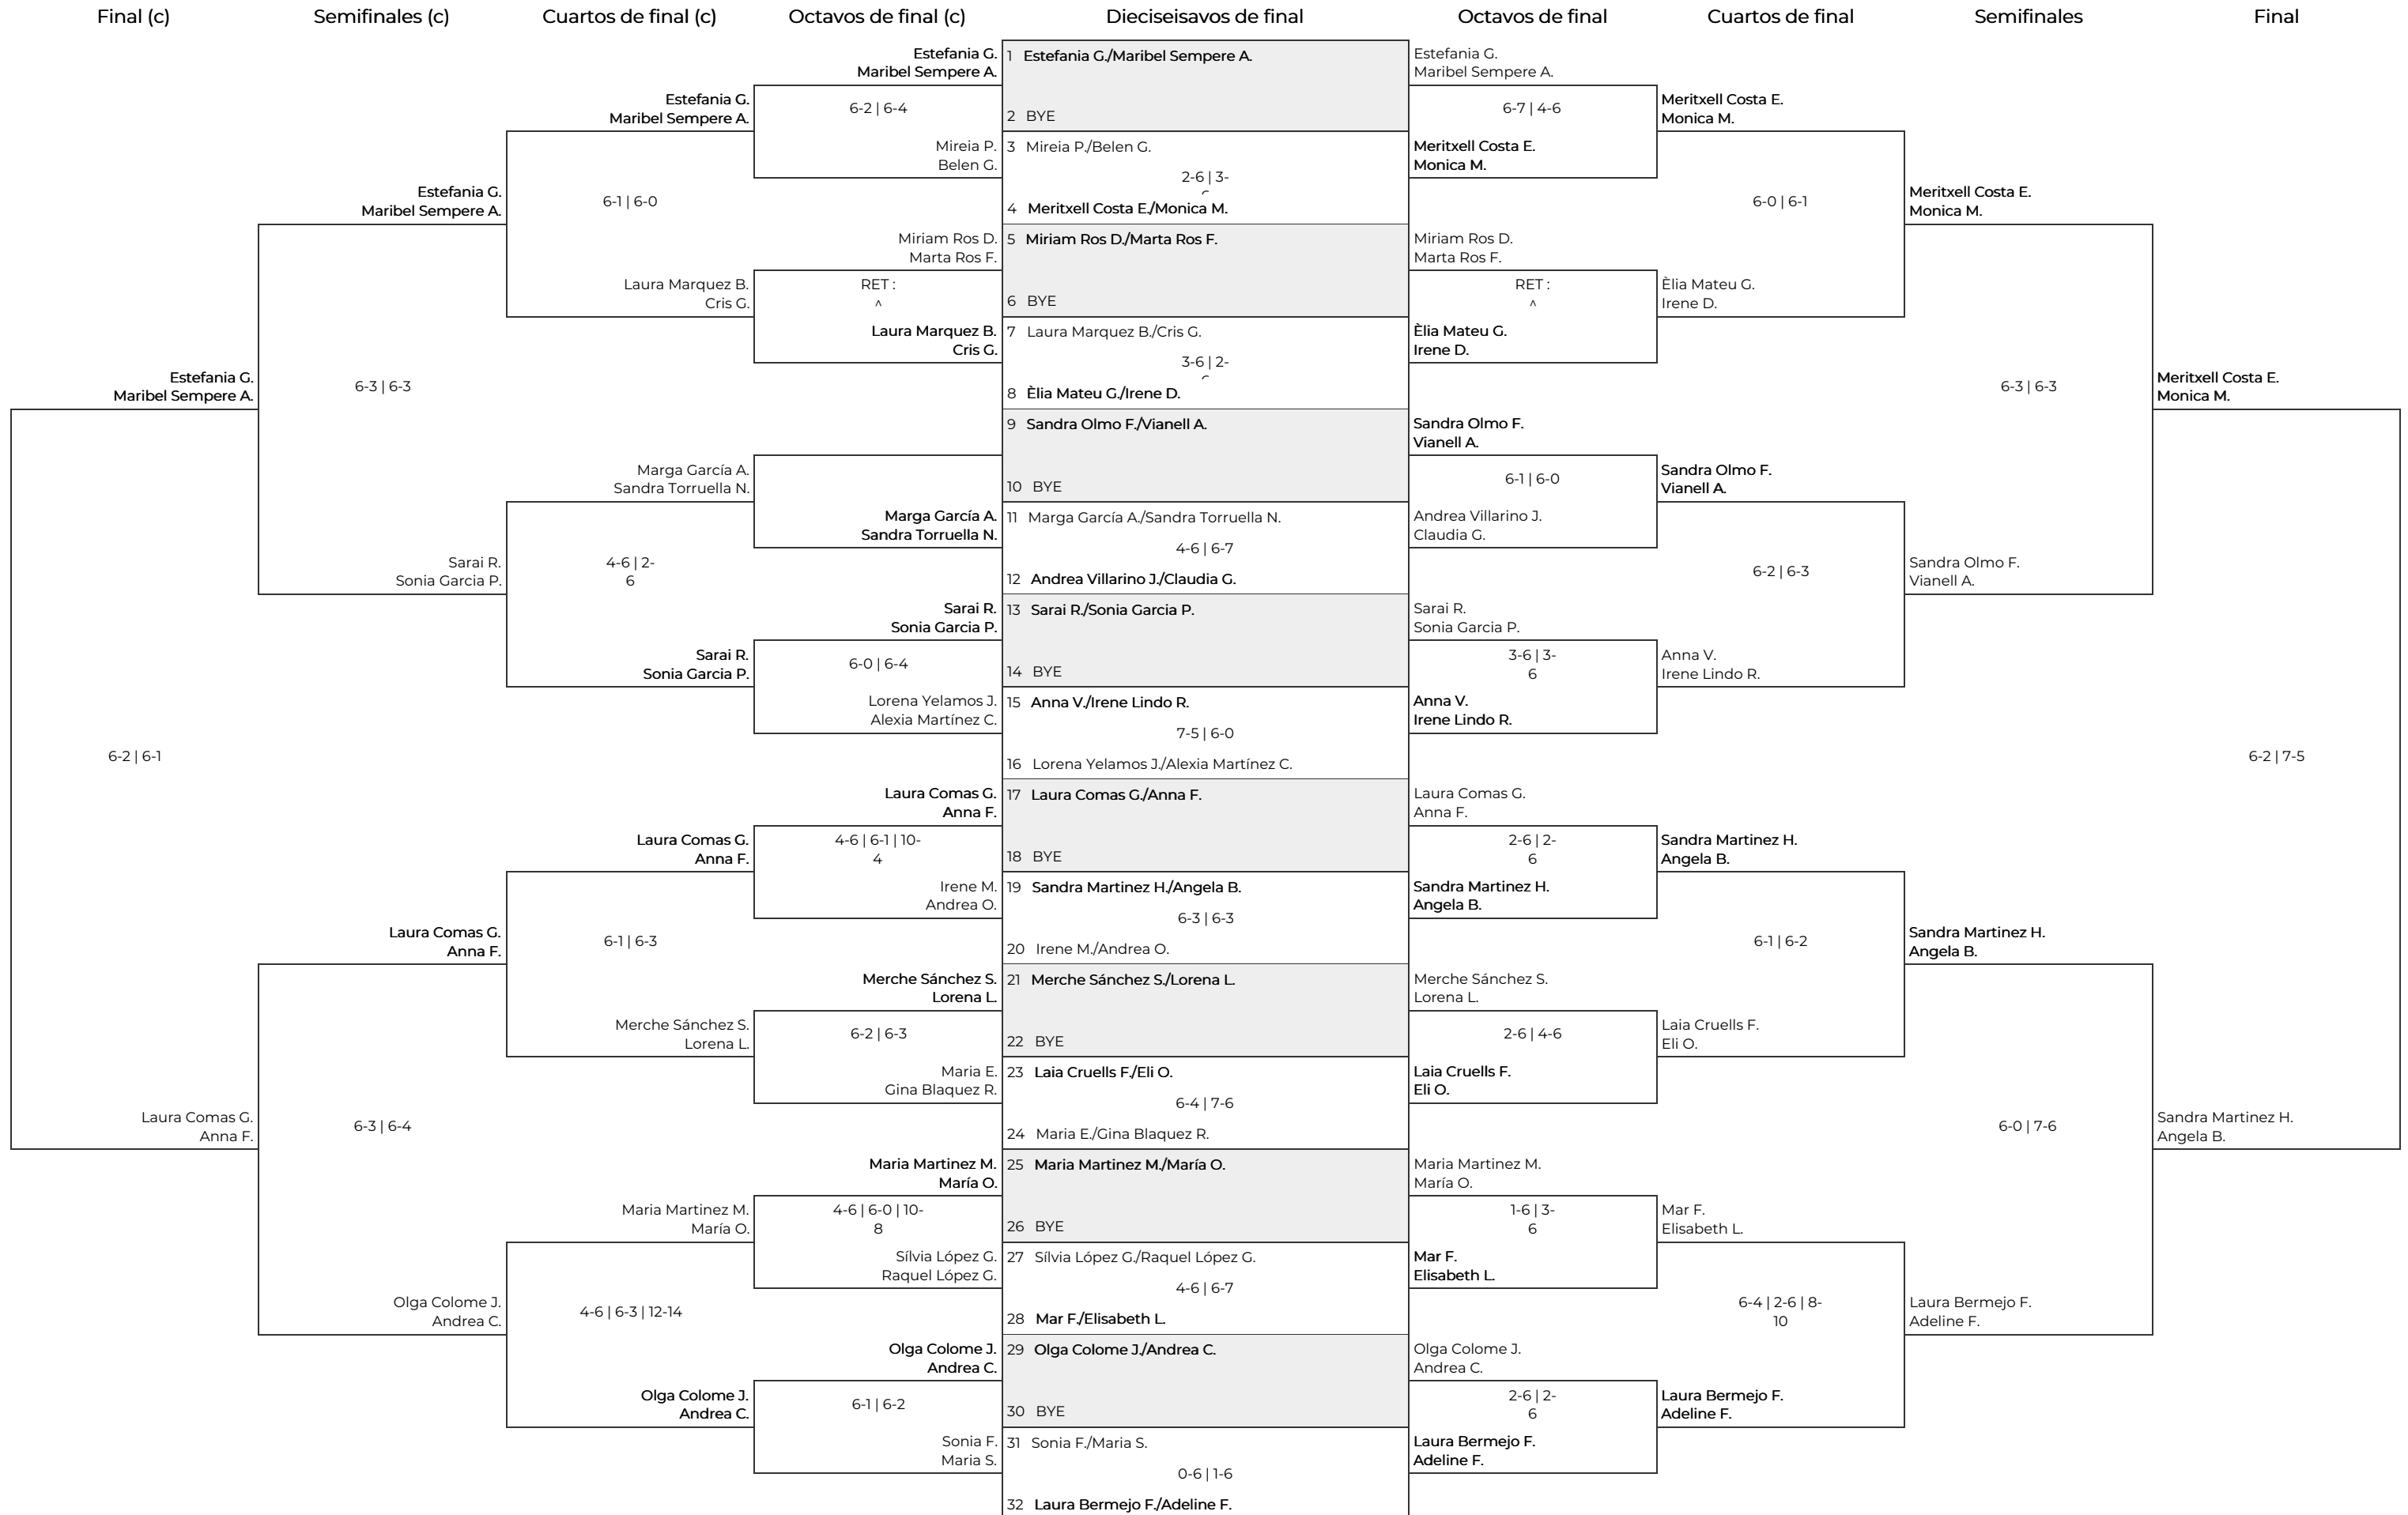 Final (c)
Semifinales (c)
Cuartos de final (c)
Octavos de final (c)
Dieciseisavos de final
Octavos de final
Cuartos de final
Semifinales
Final
Estefania G.
Maribel Sempere A.
6-2 | 6-1
Laura Comas G.
Anna F.
Estefania G.
Maribel Sempere A.
6-3 | 6-3
Sarai R.
Sonia Garcia P.
Laura Comas G.
Anna F.
6-3 | 6-4
Olga Colome J.
Andrea C.
Estefania G.
Maribel Sempere A.
6-1 | 6-0
Laura Marquez B.
Cris G.
Marga García A.
Sandra Torruella N.
4-6 | 2-
6
Sarai R.
Sonia Garcia P.
Laura Comas G.
Anna F.
6-1 | 6-3
Merche Sánchez S.
Lorena L.
Maria Martinez M.
María O.
4-6 | 6-3 | 12-14
Olga Colome J.
Andrea C.
Estefania G.
Maribel Sempere A.
6-2 | 6-4
Mireia P.
Belen G.
Miriam Ros D.
Marta Ros F.
RET :
^
Laura Marquez B.
Cris G.
Marga García A.
Sandra Torruella N.
Sarai R.
Sonia Garcia P.
6-0 | 6-4
Lorena Yelamos J.
Alexia Martínez C.
Laura Comas G.
Anna F.
4-6 | 6-1 | 10-
4
Irene M.
Andrea O.
Merche Sánchez S.
Lorena L.
6-2 | 6-3
Maria E.
Gina Blaquez R.
Maria Martinez M.
María O.
4-6 | 6-0 | 10-
8
Sílvia López G.
Raquel López G.
Olga Colome J.
Andrea C.
6-1 | 6-2
Sonia F.
Maria S.
1 Estefania G./Maribel Sempere A.
2 BYE
3 Mireia P./Belen G.
2-6 | 3-
4 Meritxell Costa E./Monica M.
5 Miriam Ros D./Marta Ros F.
6 BYE
7 Laura Marquez B./Cris G.
3-6 | 2-
8 Èlia Mateu G./Irene D.
9 Sandra Olmo F./Vianell A.
10 BYE
11 Marga García A./Sandra Torruella N.
4-6 | 6-7
12 Andrea Villarino J./Claudia G.
13 Sarai R./Sonia Garcia P.
14 BYE
15 Anna V./Irene Lindo R.
7-5 | 6-0
16 Lorena Yelamos J./Alexia Martínez C.
17 Laura Comas G./Anna F.
18 BYE
19 Sandra Martinez H./Angela B.
6-3 | 6-3
20 Irene M./Andrea O.
21 Merche Sánchez S./Lorena L.
22 BYE
23 Laia Cruells F./Eli O.
6-4 | 7-6
24 Maria E./Gina Blaquez R.
25 Maria Martinez M./María O.
26 BYE
27 Sílvia López G./Raquel López G.
4-6 | 6-7
28 Mar F./Elisabeth L.
29 Olga Colome J./Andrea C.
30 BYE
31 Sonia F./Maria S.
0-6 | 1-6
32 Laura Bermejo F./Adeline F.
Estefania G.
Maribel Sempere A.
6-7 | 4-6
Meritxell Costa E.
Monica M.
Miriam Ros D.
Marta Ros F.
RET :
^
Èlia Mateu G.
Irene D.
Sandra Olmo F.
Vianell A.
6-1 | 6-0
Andrea Villarino J.
Claudia G.
Sarai R.
Sonia Garcia P.
3-6 | 3-
6
Anna V.
Irene Lindo R.
Laura Comas G.
Anna F.
2-6 | 2-
6
Sandra Martinez H.
Angela B.
Merche Sánchez S.
Lorena L.
2-6 | 4-6
Laia Cruells F.
Eli O.
Maria Martinez M.
María O.
1-6 | 3-
6
Mar F.
Elisabeth L.
Olga Colome J.
Andrea C.
2-6 | 2-
6
Laura Bermejo F.
Adeline F.
Meritxell Costa E.
Monica M.
6-0 | 6-1
Èlia Mateu G.
Irene D.
Sandra Olmo F.
Vianell A.
6-2 | 6-3
Anna V.
Irene Lindo R.
Sandra Martinez H.
Angela B.
6-1 | 6-2
Laia Cruells F.
Eli O.
Mar F.
Elisabeth L.
6-4 | 2-6 | 8-
10
Laura Bermejo F.
Adeline F.
Meritxell Costa E.
Monica M.
6-3 | 6-3
Sandra Olmo F.
Vianell A.
Sandra Martinez H.
Angela B.
6-0 | 7-6
Laura Bermejo F.
Adeline F.
Meritxell Costa E.
Monica M.
6-2 | 7-5
Sandra Martinez H.
Angela B.